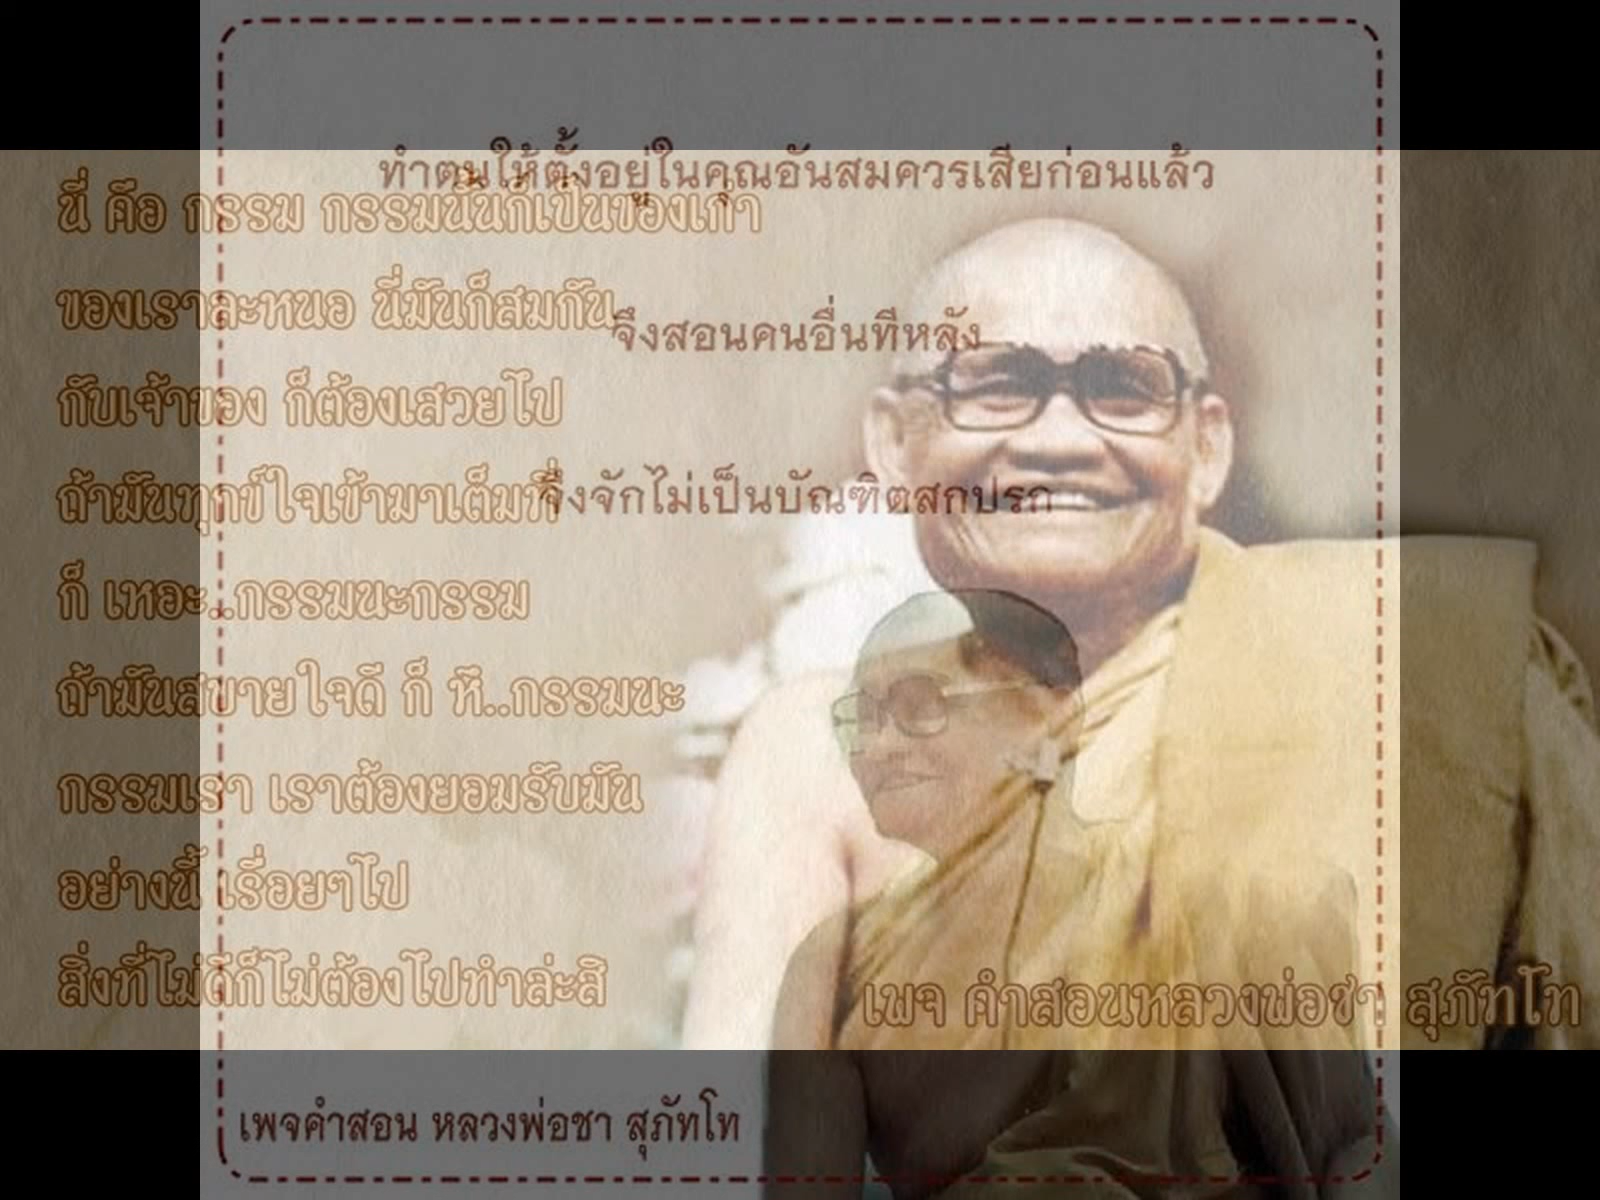 ทำตนให้ตั้งอยู่ในคุณอันสมควรเสียก่อนแล้ว
จึงสอนคนอื่นทีหลัง
จึงจักไม่เป็นบัณฑิตสกปรก
นี่ คือ กรรม กรรมนั้นก็เป็นของเก่า
ของเราละหนอ นี่มันก็สมกัน
กับเจ้าของ ก็ต้องเสวยไป
ถ้ามันทุกข์ใจเข้ามาเต็มที่
ก็ เหอะ..กรรมนะกรรม
ถ้ามันสบายใจดี ก็ หึ..กรรมนะ
กรรมเรา เราต้องยอมรับมัน
อย่างนี้ เรื่อยๆไป
สิ่งที่ไม่ดีก็ไม่ต้องไปทำล่ะสิ
เพจ คำสอนหลวงพ่อชา สุภัทโท
เพจคำสอน หลวงพ่อชา สุภัทโท